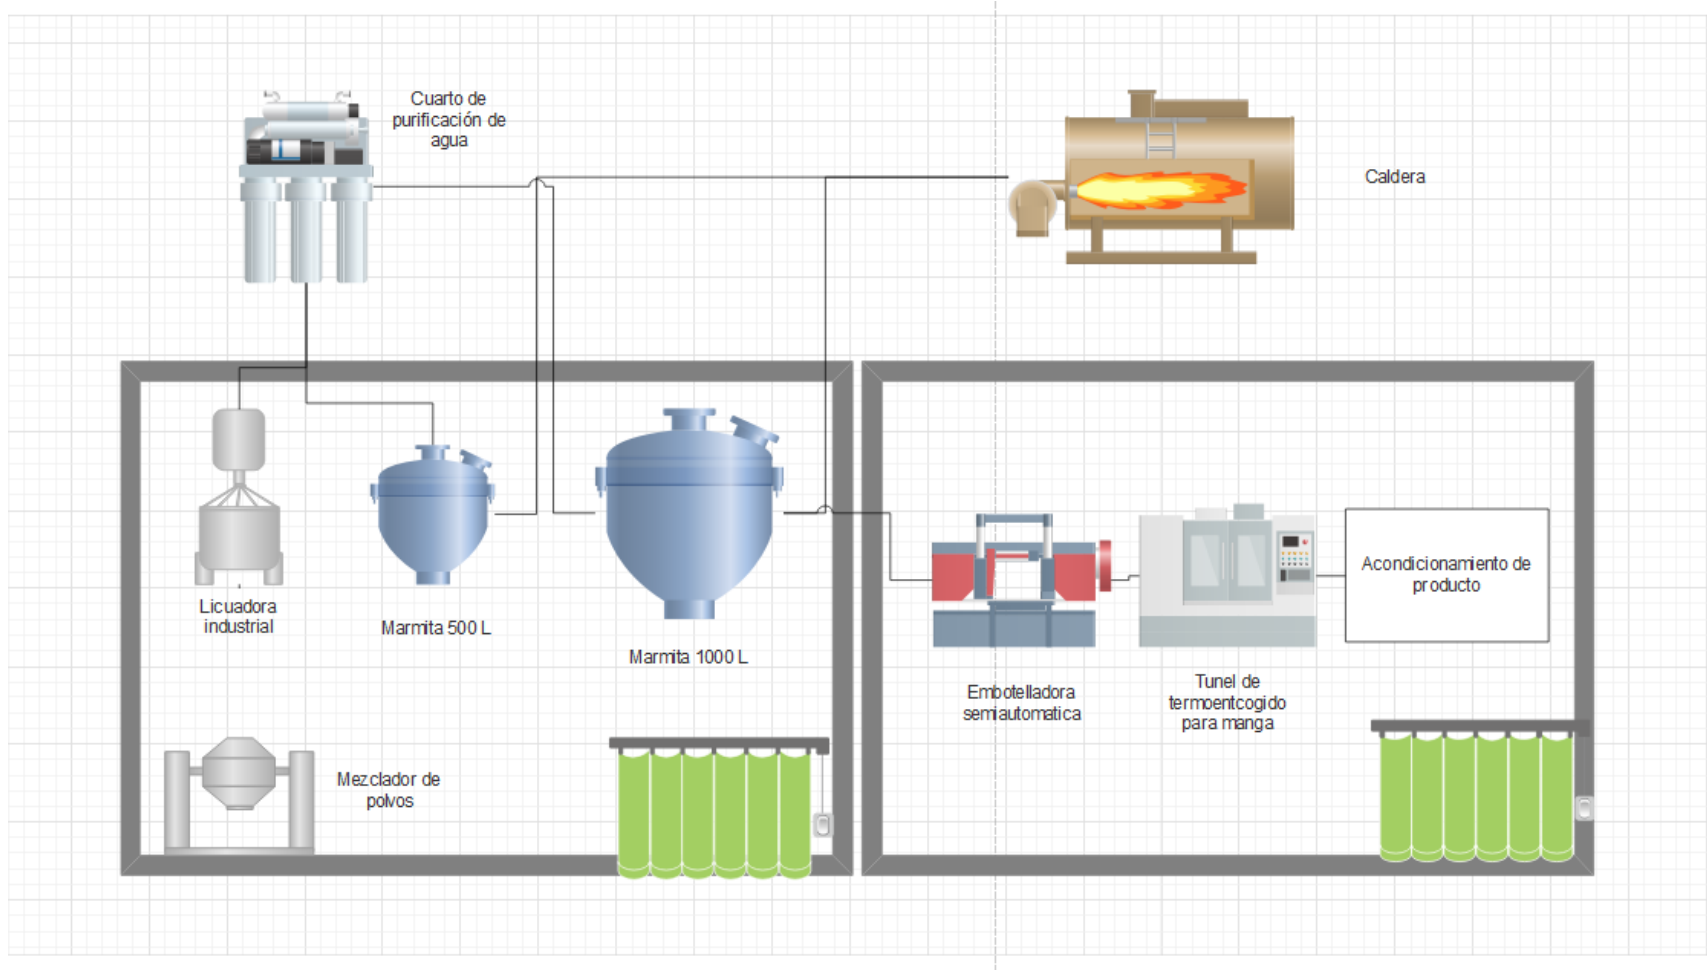 Cuarto de
purificación de
agua
Caldera
Licuadora
industrial
Marmita 500 L
Marmita 1000 L
Acondicionamiento de
producto
Embotelladora
semiautomatica
Tunel de
termoentcogido
para manga
Mezclador de
polvos